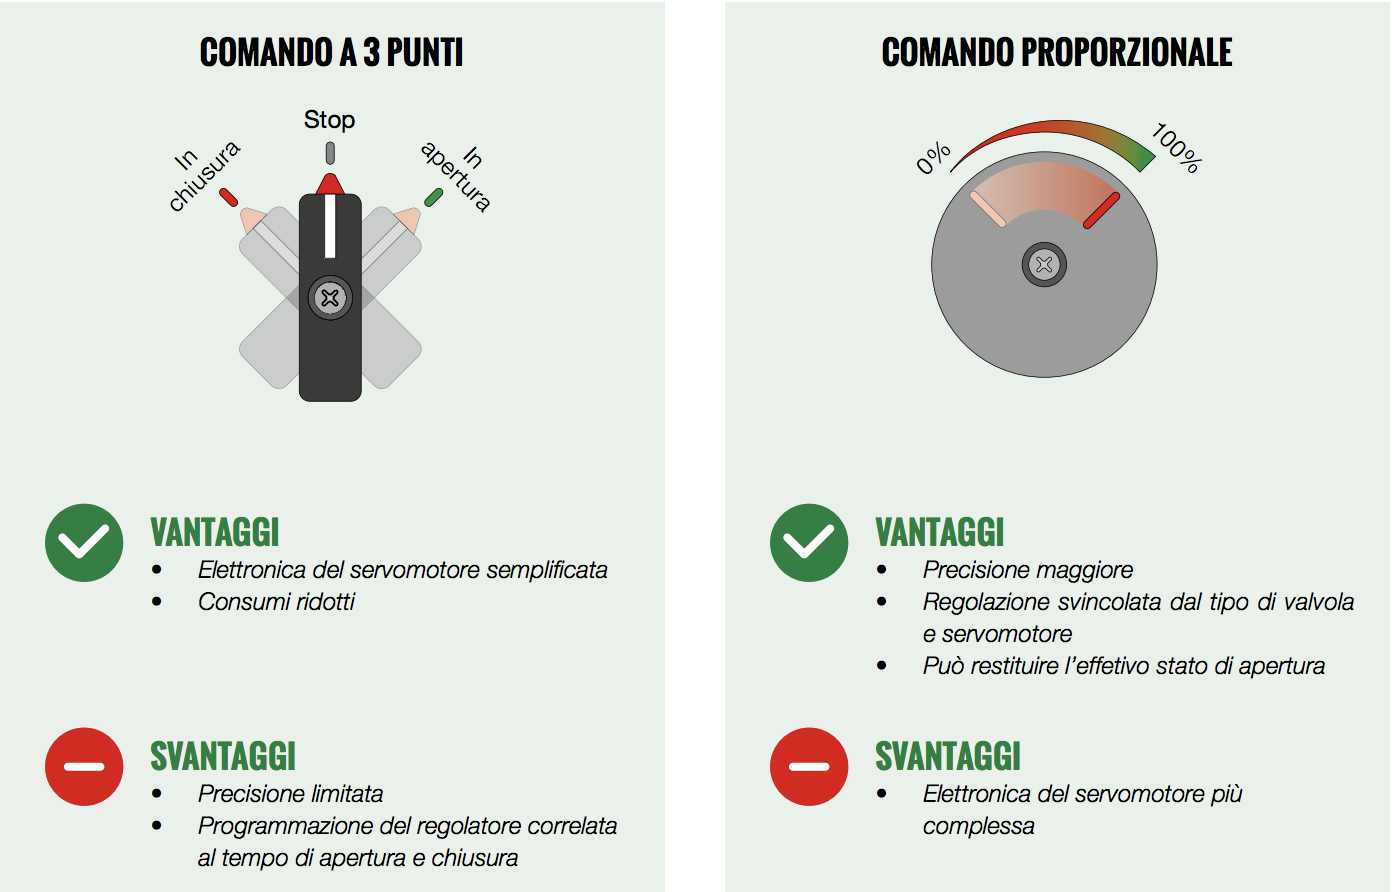 COMANDO A 3 PUNTI
Stop
In
chiusura
In
apertura
VANTAGGI
• Elettronica del servomotore semplificata
• Consumi ridotti
SVANTAGGI
• Precisione limitata
• Programmazione del regolatore correlata
al tempo di apertura e chiusura
COMANDO PROPORZIONALE
0%
100%
VANTAGGI
• Precisione maggiore
• Regolazione svincolata dal tipo di valvola
e servomotore
• Può restituire l'effetivo stato di apertura
SVANTAGGI
• Elettronica del servomotore più
complessa